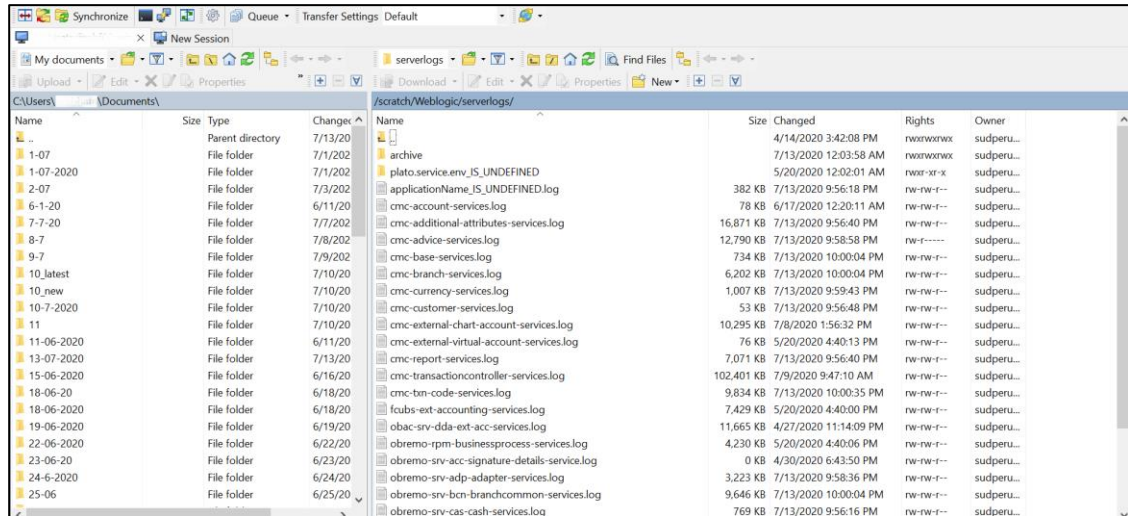 Synchronize Queue Transfer Settings Default
New Session
My documents
Upload Edit Properties
C:\Users\ \Documents\
Name Size Type Changed
.. Parent directory 7/13/20
1-07 File folder 7/1/202
1-07-2020 File folder 7/1/202
2-07 File folder 7/3/202
6-1-20 File folder 6/11/20
7-7-20 File folder 7/7/202
8-7 File folder 7/8/202
9-7 File folder 7/9/202
10_latest File folder 7/10/20
10_new File folder 7/10/20
10-7-2020 File folder 7/10/20
11 File folder 7/10/20
11-06-2020 File folder 6/11/20
13-07-2020 File folder 7/13/20
15-06-2020 File folder 6/16/20
18-06-20 File folder 6/18/20
18-06-2020 File folder 6/18/20
19-06-2020 File folder 6/19/20
22-06-2020 File folder 6/22/20
23-06-20 File folder 6/23/20
24-6-2020 File folder 6/24/20
25-06 File folder 6/25/20
serverlogs Find Files
Download Edit Properties New
/scratch/Weblogic/serverlogs/
Name Size Changed Rights Owner
.. 4/14/2020 3:42:08 PM rwxrwxrwx sudperu...
archive 7/13/2020 12:03:58 AM rwxrwxrwx sudperu...
plato.service.env_IS_UNDEFINED 5/20/2020 12:02:01 AM rwxr-xr-x sudperu...
applicationName_IS_UNDEFINED.log 382 KB 7/13/2020 9:56:18 PM rw-rw-r-- sudperu...
cmc-account-services.log 78 KB 6/17/2020 12:20:11 AM rw-rw-r-- sudperu...
cmc-additional-attributes-services.log 16,871 KB 7/13/2020 9:56:40 PM rw-rw-r-- sudperu...
cmc-advice-services.log 12,790 KB 7/13/2020 9:58:58 PM rw-r----- sudperu...
cmc-base-services.log 734 KB 7/13/2020 10:00:04 PM rw-rw-r-- sudperu...
cmc-branch-services.log 6,202 KB 7/13/2020 10:00:04 PM rw-rw-r-- sudperu...
cmc-currency-services.log 1,007 KB 7/13/2020 9:59:43 PM rw-rw-r-- sudperu...
cmc-customer-services.log 53 KB 7/13/2020 9:56:48 PM rw-rw-r-- sudperu...
cmc-external-chart-account-services.log 10,295 KB 7/8/2020 1:56:32 PM rw-rw-r-- sudperu...
cmc-external-virtual-account-services.log 76 KB 5/20/2020 4:40:13 PM rw-rw-r-- sudperu...
cmc-report-services.log 7,071 KB 7/13/2020 9:56:40 PM rw-rw-r-- sudperu...
cmc-transactioncontroller-services.log 102,401 KB 7/9/2020 9:47:10 AM rw-rw-r-- sudperu...
cmc-txn-code-services.log 9,834 KB 7/13/2020 10:00:35 PM rw-rw-r-- sudperu...
fcubs-ext-accounting-services.log 7,429 KB 5/20/2020 4:40:00 PM rw-rw-r-- sudperu...
obac-srv-dda-ext-acc-services.log 11,665 KB 4/27/2020 11:14:09 PM rw-rw-r-- sudperu...
obremo-rpm-businessprocess-services.log 4,230 KB 5/20/2020 4:40:06 PM rw-rw-r-- sudperu...
obremo-srv-acc-signature-details-service.log 0 KB 4/30/2020 6:43:50 PM rw-rw-r-- sudperu...
obremo-srv-adp-adapter-services.log 3,223 KB 7/13/2020 9:58:36 PM rw-rw-r-- sudperu...
obremo-srv-bcn-branchcommon-services.log 9,646 KB 7/13/2020 10:00:04 PM rw-rw-r-- sudperu...
obremo-srv-cas-cash-services.log 769 KB 7/13/2020 9:56:16 PM rw-rw-r-- sudperu...